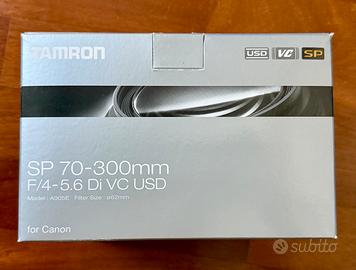 TAMRON
USD VC SP
SP 70-300mm
F/4-5.6 Di VC USD
Model : A005E Filter Size : ø62mm
for Canon
subito